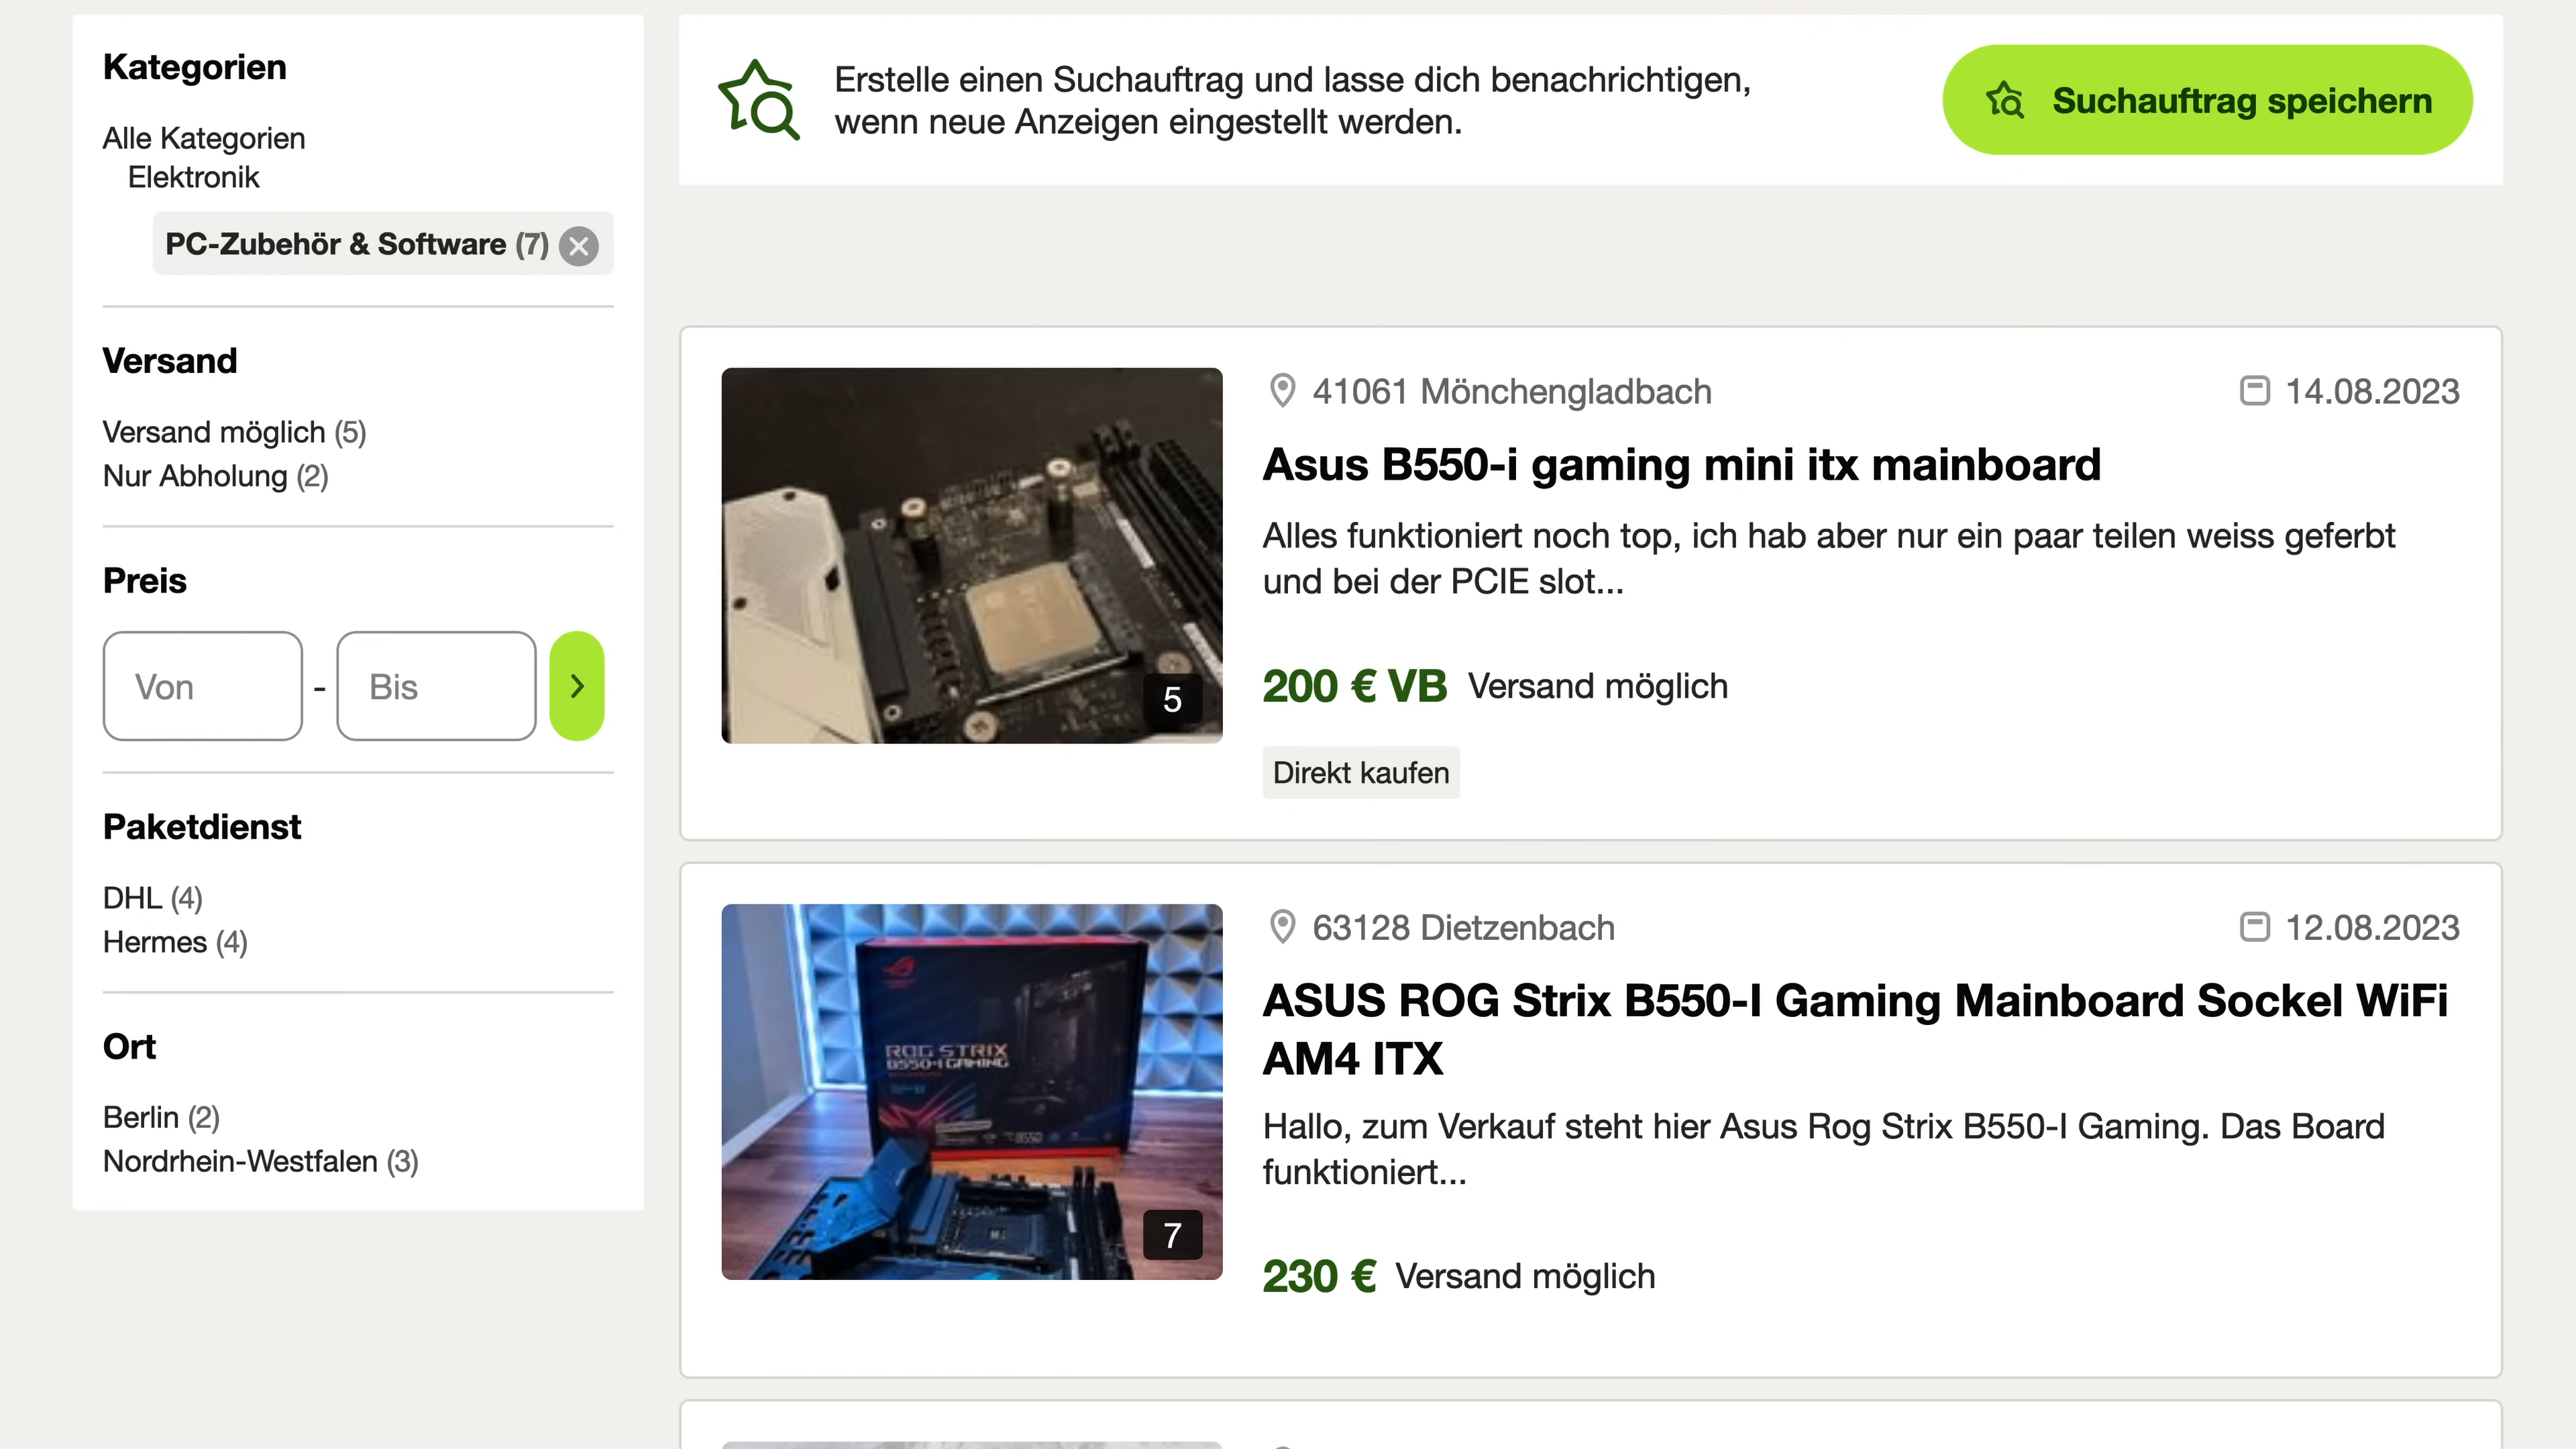 Kategorien
Alle Kategorien
Elektronik
PC-Zubehör & Software (7)
Versand
Versand möglich (5)
Nur Abholung (2)
Preis
Von - Bis
Paketdienst
DHL (4)
Hermes (4)
Ort
Berlin (2)
Nordrhein-Westfalen (3)
Erstelle einen Suchauftrag und lasse dich benachrichtigen,
wenn neue Anzeigen eingestellt werden.
Suchauftrag speichern
5
41061 Mönchengladbach
14.08.2023
Asus B550-i gaming mini itx mainboard
Alles funktioniert noch top, ich hab aber nur ein paar teilen weiss geferbt
und bei der PCIE slot...
200 € VB Versand möglich
Direkt kaufen
ROG STRIX
B550-I GAMING
7
63128 Dietzenbach
12.08.2023
ASUS ROG Strix B550-I Gaming Mainboard Sockel WiFi
AM4 ITX
Hallo, zum Verkauf steht hier Asus Rog Strix B550-I Gaming. Das Board
funktioniert...
230 € Versand möglich